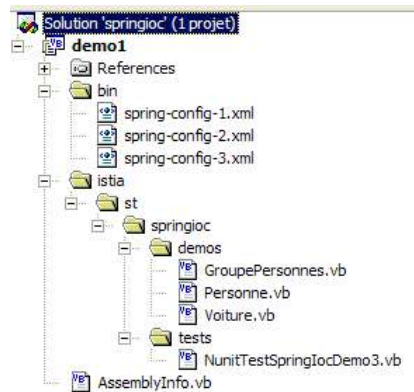 Solution 'springioc' (1 projet)
demo1
References
bin
spring-config-1.xml
spring-config-2.xml
spring-config-3.xml
istia
st
springioc
demos
GroupePersonnes.vb
Personne.vb
Voiture.vb
tests
NunitTestSpringIocDemo3.vb
AssemblyInfo.vb